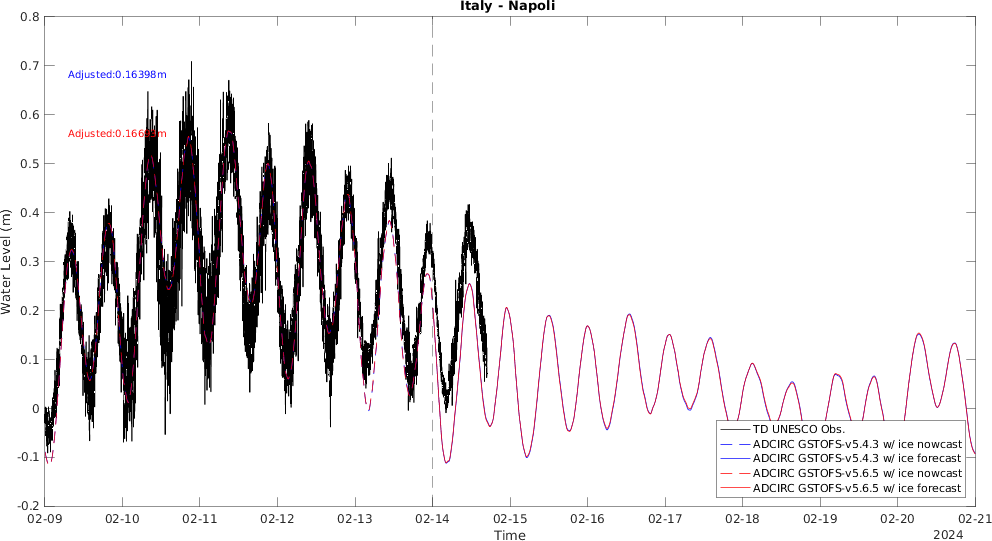 Italy - Napoli
0.8
0.7
0.6
0.5
0.4
0.3
0.2
0.1
0
-0.1
-0.2
Water Level (m)
Adjusted:0.16398m
TD UNESCO Obs.
ADCIRC GSTOFS-v5.4.3 w/ ice nowcast
ADCIRC GSTOFS-v5.4.3 w/ ice forecast
ADCIRC GSTOFS-v5.6.5 w/ ice nowcast
ADCIRC GSTOFS-v5.6.5 w/ ice forecast
02-09 02-10 02-11 02-12 02-13 02-14 02-15 02-16 02-17 02-18 02-19 02-20 02-21
Time
2024